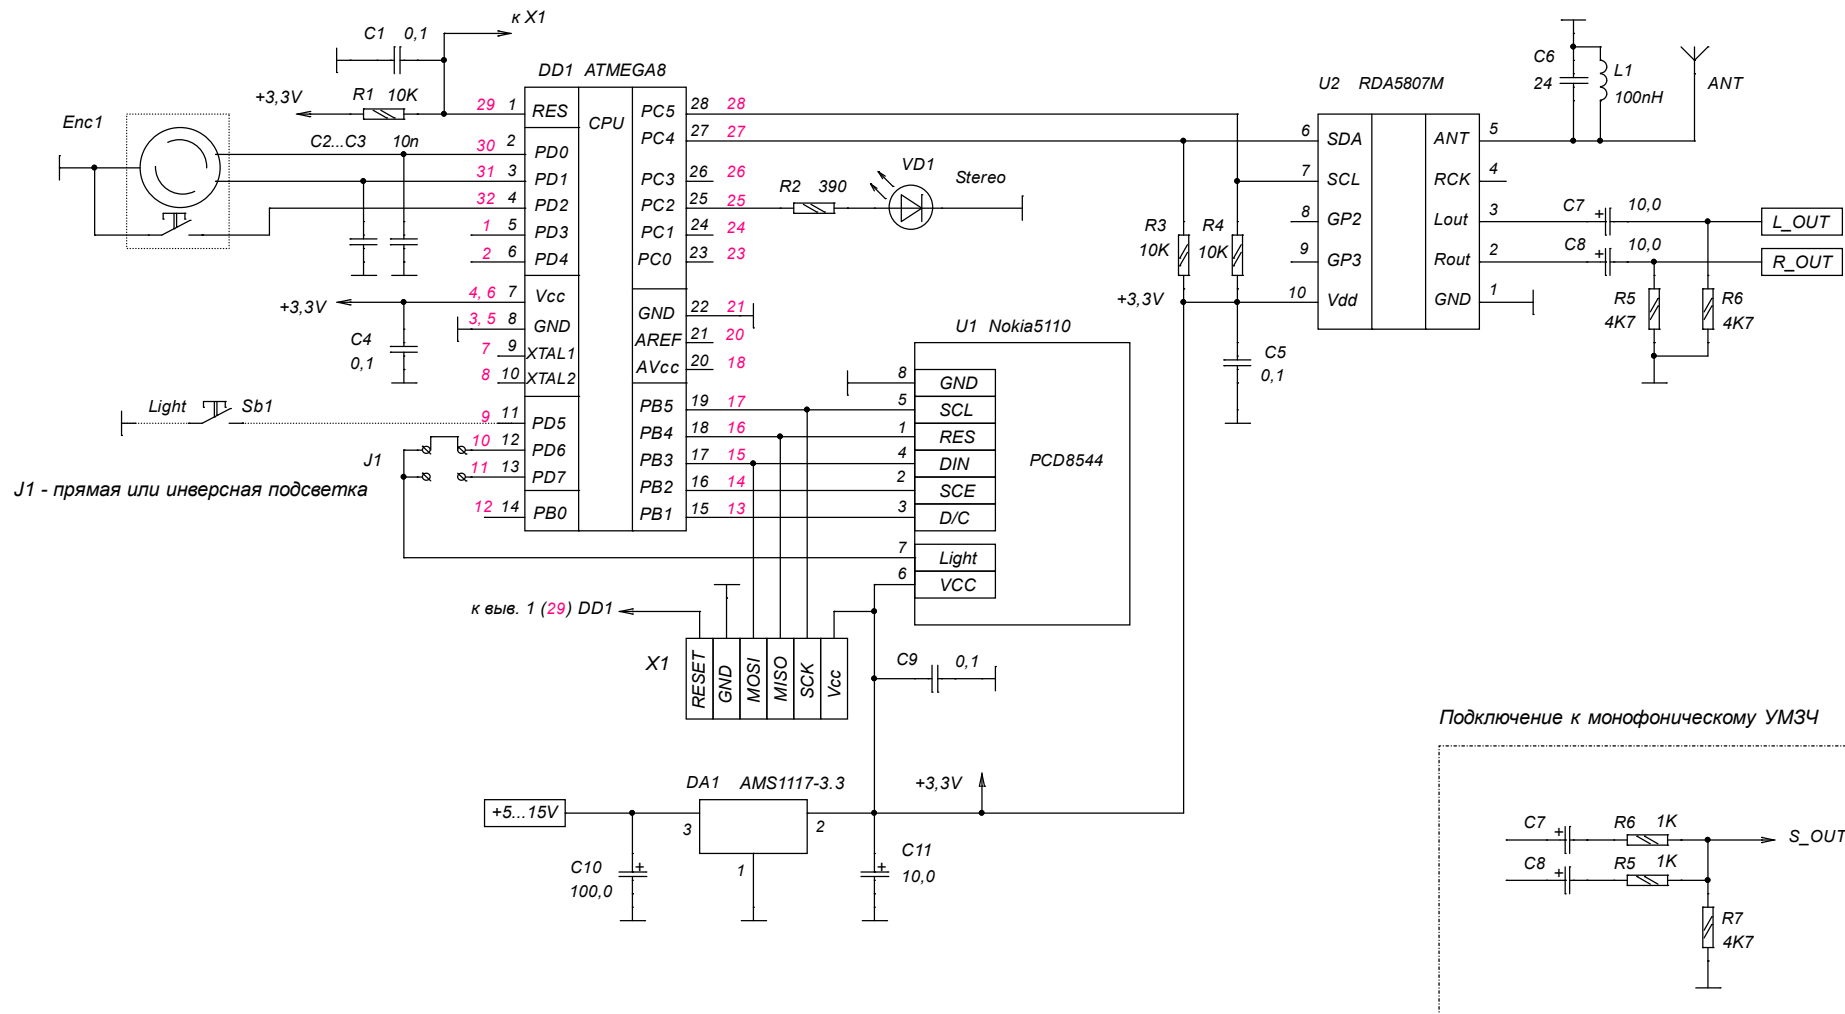 к X1
C1 0,1
DD1 ATMEGA8
+3,3V R1 10K
Enc1
C2...C3 10n
29 1 RES
30 2 PD0
31 3 PD1
32 4 PD2
1 5 PD3
2 6 PD4
4, 6 7 Vcc
3, 5 8 GND
7 9 XTAL1
8 10 XTAL2
9 11 PD5
10 12 PD6
11 13 PD7
12 14 PB0
CPU
PC5 28 28
PC4 27 27
PC3 26 26
PC2 25 25
PC1 24 24
PC0 23 23
GND 22 21
AREF 21 20
AVcc 20 18
PB5 19 17
PB4 18 16
PB3 17 15
PB2 16 14
PB1 15 13
+3,3V
C4
0,1
Light Sb1
J1
J1 - прямая или инверсная подсветка
R2 390
VD1
Stereo
R3
10K
R4
10K
+3,3V
C5
0,1
U2 RDA5807M
6 SDA
7 SCL
8 GP2
9 GP3
10 Vdd
ANT 5
RCK 4
Lout 3
Rout 2
GND 1
C6
24
L1
100nH
ANT
C7 + 10,0
L_OUT
C8 + 10,0
R_OUT
R5
4K7
R6
4K7
U1 Nokia5110
8 GND
5 SCL
1 RES
4 DIN
2 SCE
3 D/C
7 Light
6 VCC
PCD8544
к выв. 1 (29) DD1
X1
RESET
GND
MOSI
MISO
SCK
Vcc
C9 0,1
DA1 AMS1117-3.3
+3,3V
+5...15V
3
2
1
C10 +
100,0
C11
+
10,0
Подключение к монофоническому УМЗЧ
C7 + R6 1K
S_OUT
C8 + R5 1K
R7
4K7